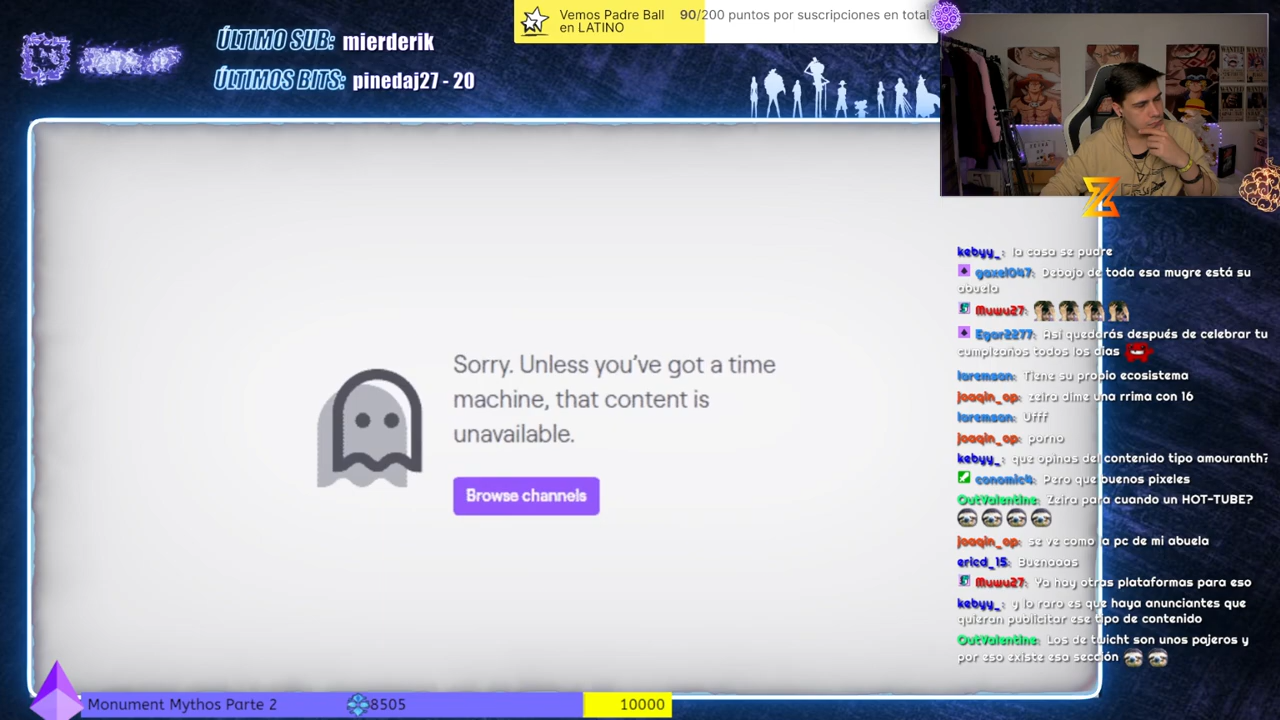 ÚLTIMO SUB: mierderik
ÚLTIMOS BITS: pinedaj27 - 20
Vemos Padre Ball
en LATINO
90/200 puntos por suscripciones en total
WANTED
WANTED
Sorry. Unless you've got a time
machine, that content is
unavailable.
Browse channels
kebyy_: la casa se pudre
gaxel047: Debajo de toda esa mugre está su
abuela
Muwu27:
Egor2277: Así quedarás después de celebrar tu
cumpleaños todos los dias
loremsan: Tiene su propio ecosistema
joaqin_op: zeira dime una rrima con 16
loremsan: Ufff
joaqin_op: porno
kebyy_: que opinas del contenido tipo amouranth?
conomic4: Pero que buenos pixeles
OutValentine: Zeira para cuando un HOT-TUBE?
joaqin_op: se ve como la pc de mi abuela
ericd_15: Buenaaas
Muwu27: Ya hay otras plataformas para eso
kebyy_: y lo raro es que haya anunciantes que
quieran publicitar ese tipo de contenido
OutValentine: Los de twicht son unos pajeros y
por eso existe esa sección
Monument Mythos Parte 2
8505
10000